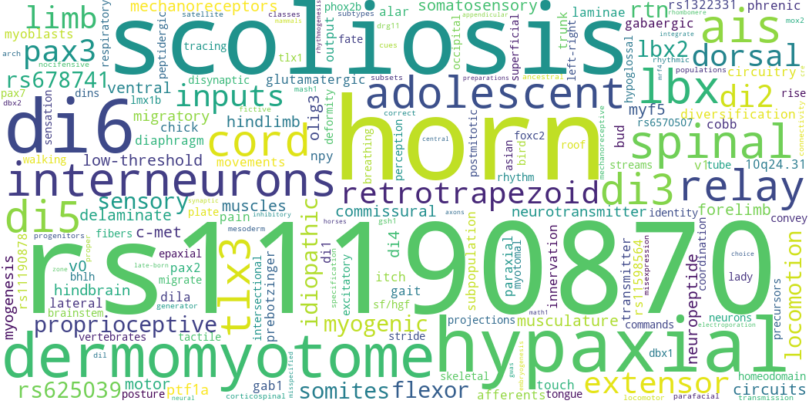 limb mechanoreceptors satellite classes phox2b alar somatosensory rtn rs1322331 phrenic
myoblasts scoliosis gabaergic ais
pax3 respiratory peptidergic tracing subtypes fate drg11 cues output occipital superficial trunk left-right laminae hypoglossal lbx2 circuitry dorsal
rs678741 nocifensive tlx1 disynaptic glutamatergic mash1 subsets ancestral populations
pax7 ventral inputs adolescent lbx di2
dbx2 dins lmx1b migratory hindlimb olig3 deformity correct postmitotic foxc2 myf5 diversification rise
di6 sensation chick cord horn asian bird roof bud rs670507 cobb spinal
walking diaphragm movements npy breathing perception central rhythm streams v1 tube 10q24.31
low-threshold interneurons retrotrapezoid di3 relay
sensory commissural neurotransmitter identity forelimb convey
di5 delaminate muscles plate pain inhibitory horses axons gsh1
fibers c-met epaxial mesoderm rs11190870 di1 di4 paraxial myotomal innervation subpopulation transmitter rs11598564 misexpression coordination choice
myogenesis rs11190878 progenitors v0 pax2 bhlh migrate tlx3 intersectional prebotzinger idiopathic specification excitatory itch gait lady locomotion
hindbrain zone late-born lateral dila sf/hgf projections commands neuropeptide neurons precursors
brainstem generator proprioceptive myogenic musculature electroporation
vertebrates tactile stride math1 dbx1
dermomyotome hypaxial
rs625039 motor dil gab1 skeletal touch homeodomain
posture ptf1a neural corticospinal somites flexor afferents tongue extensor locomotor parafacial circuits transmission